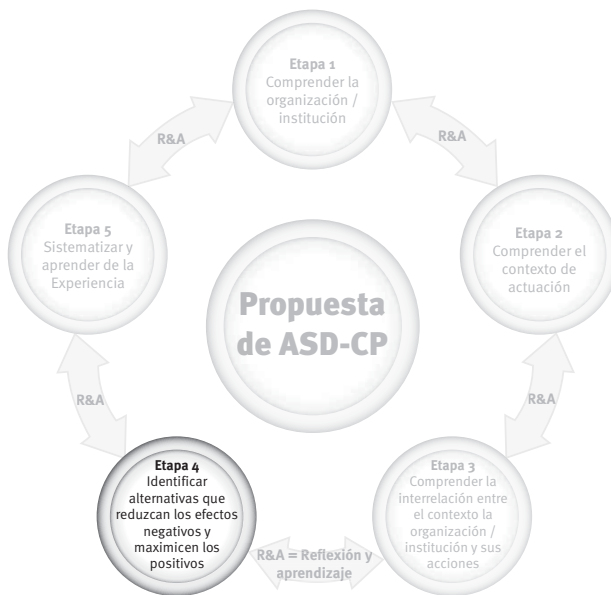 Etapa 1
Comprender la
organización /
institución
R&A
R&A
Etapa 5
Sistematizar y
aprender de la
Experiencia
Etapa 2
Comprender el
contexto de
actuación
Propuesta
de ASD-CP
R&A
R&A
Etapa 4
Identificar
alternativas que
reduzcan los efectos
negativos y
maximicen los
positivos
Etapa 3
Comprender la
interrelación entre
el contexto la
organización /
institución y sus
acciones
R&A = Reflexión y
aprendizaje